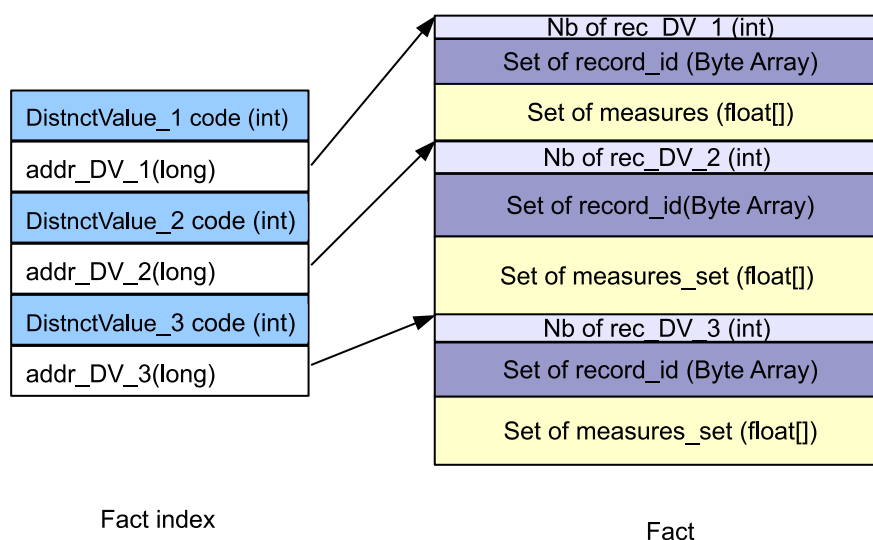 DistnctValue_1 code (int)
addr_DV_1(long)
DistnctValue_2 code (int)
addr_DV_2(long)
DistnctValue_3 code (int)
addr_DV_3(long)
Fact index
Nb of rec_DV_1 (int)
Set of record_id (Byte Array)
Set of measures (float[])
Nb of rec_DV_2 (int)
Set of record_id(Byte Array)
Set of measures_set (float[])
Nb of rec_DV_3 (int)
Set of record_id (Byte Array)
Set of measures_set (float[])
Fact